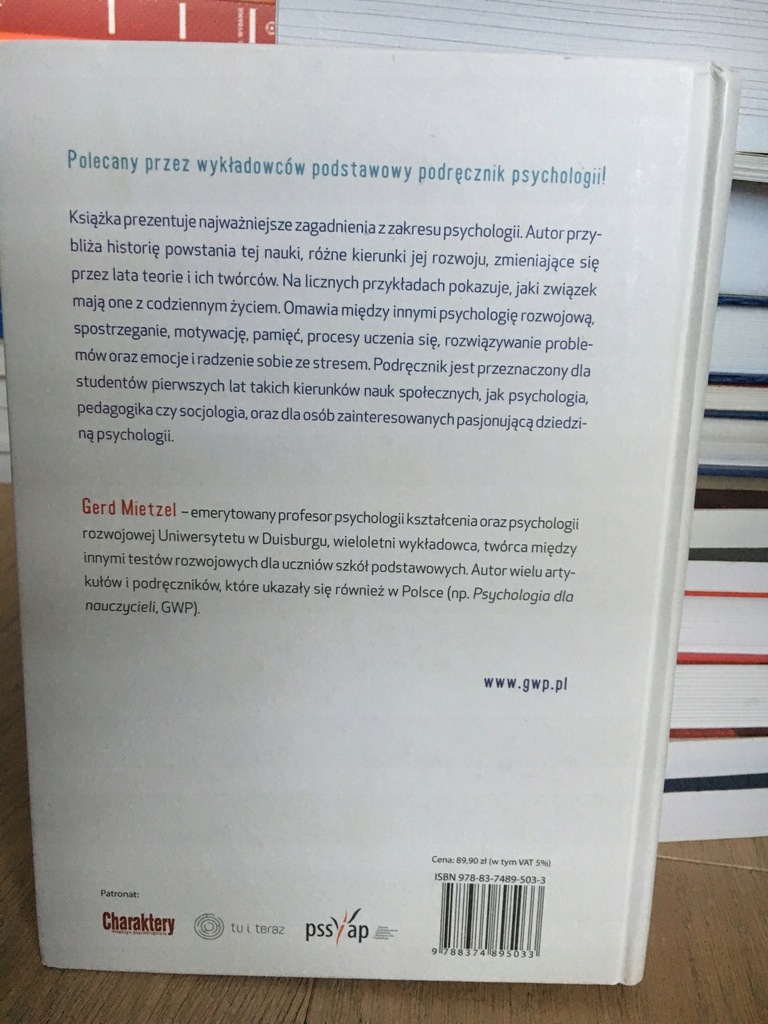 WYDANIE
Polecany przez wykładowców podstawowy podręcznik psychologii!
Książka prezentuje najważniejsze zagadnienia z zakresu psychologii. Autor przy-
bliża historię powstania tej nauki, różne kierunki jej rozwoju, zmieniające się
przez lata teorie i ich twórców. Na licznych przykładach pokazuje, jaki związek
mają one z codziennym życiem. Omawia między innymi psychologię rozwojową,
spostrzeganie, motywację, pamięć, procesy uczenia się, rozwiązywanie proble-
mów oraz emocje i radzenie sobie ze stresem. Podręcznik jest przeznaczony dla
studentów pierwszych lat takich kierunków nauk społecznych, jak psychologia,
pedagogika czy socjologia, oraz dla osób zainteresowanych pasjonującą dziedzi-
ną psychologii.
Gerd Mietzel – emerytowany profesor psychologii kształcenia oraz psychologii
rozwojowej Uniwersytetu w Duisburgu, wieloletni wykładowca, twórca między
innymi testów rozwojowych dla uczniów szkół podstawowych. Autor wielu arty-
kułów i podręczników, które ukazały się również w Polsce (np. Psychologia dla
nauczycieli, GWP).
www.gwp.pl
Cena: 89,90 zł (w tym VAT 5%)
ISBN 978-83-7489-503-3
9 788374 895033
Patronat:
Charaktery
tu i teraz
pssyap